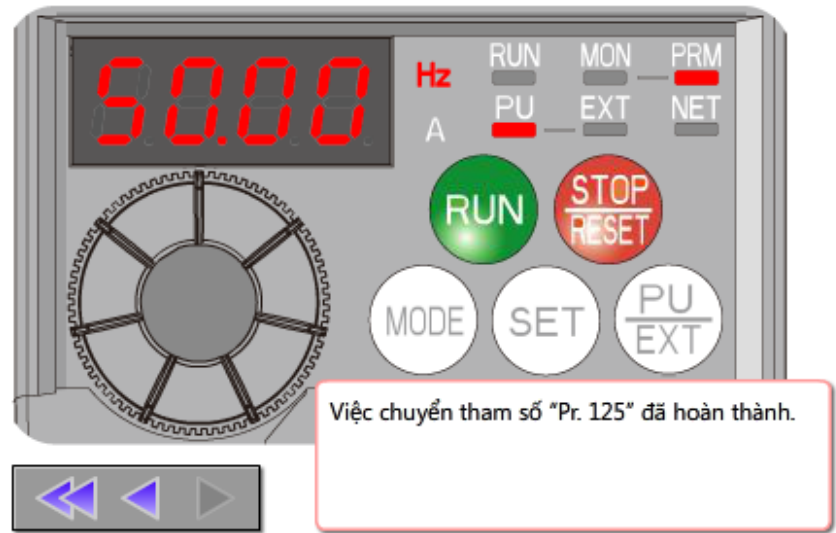 50.00
Hz
RUN MON PRM
A
PU EXT NET
RUN
STOP
RESET
MODE
SET
PU
EXT
Việc chuyển tham số “Pr. 125” đã hoàn thành.